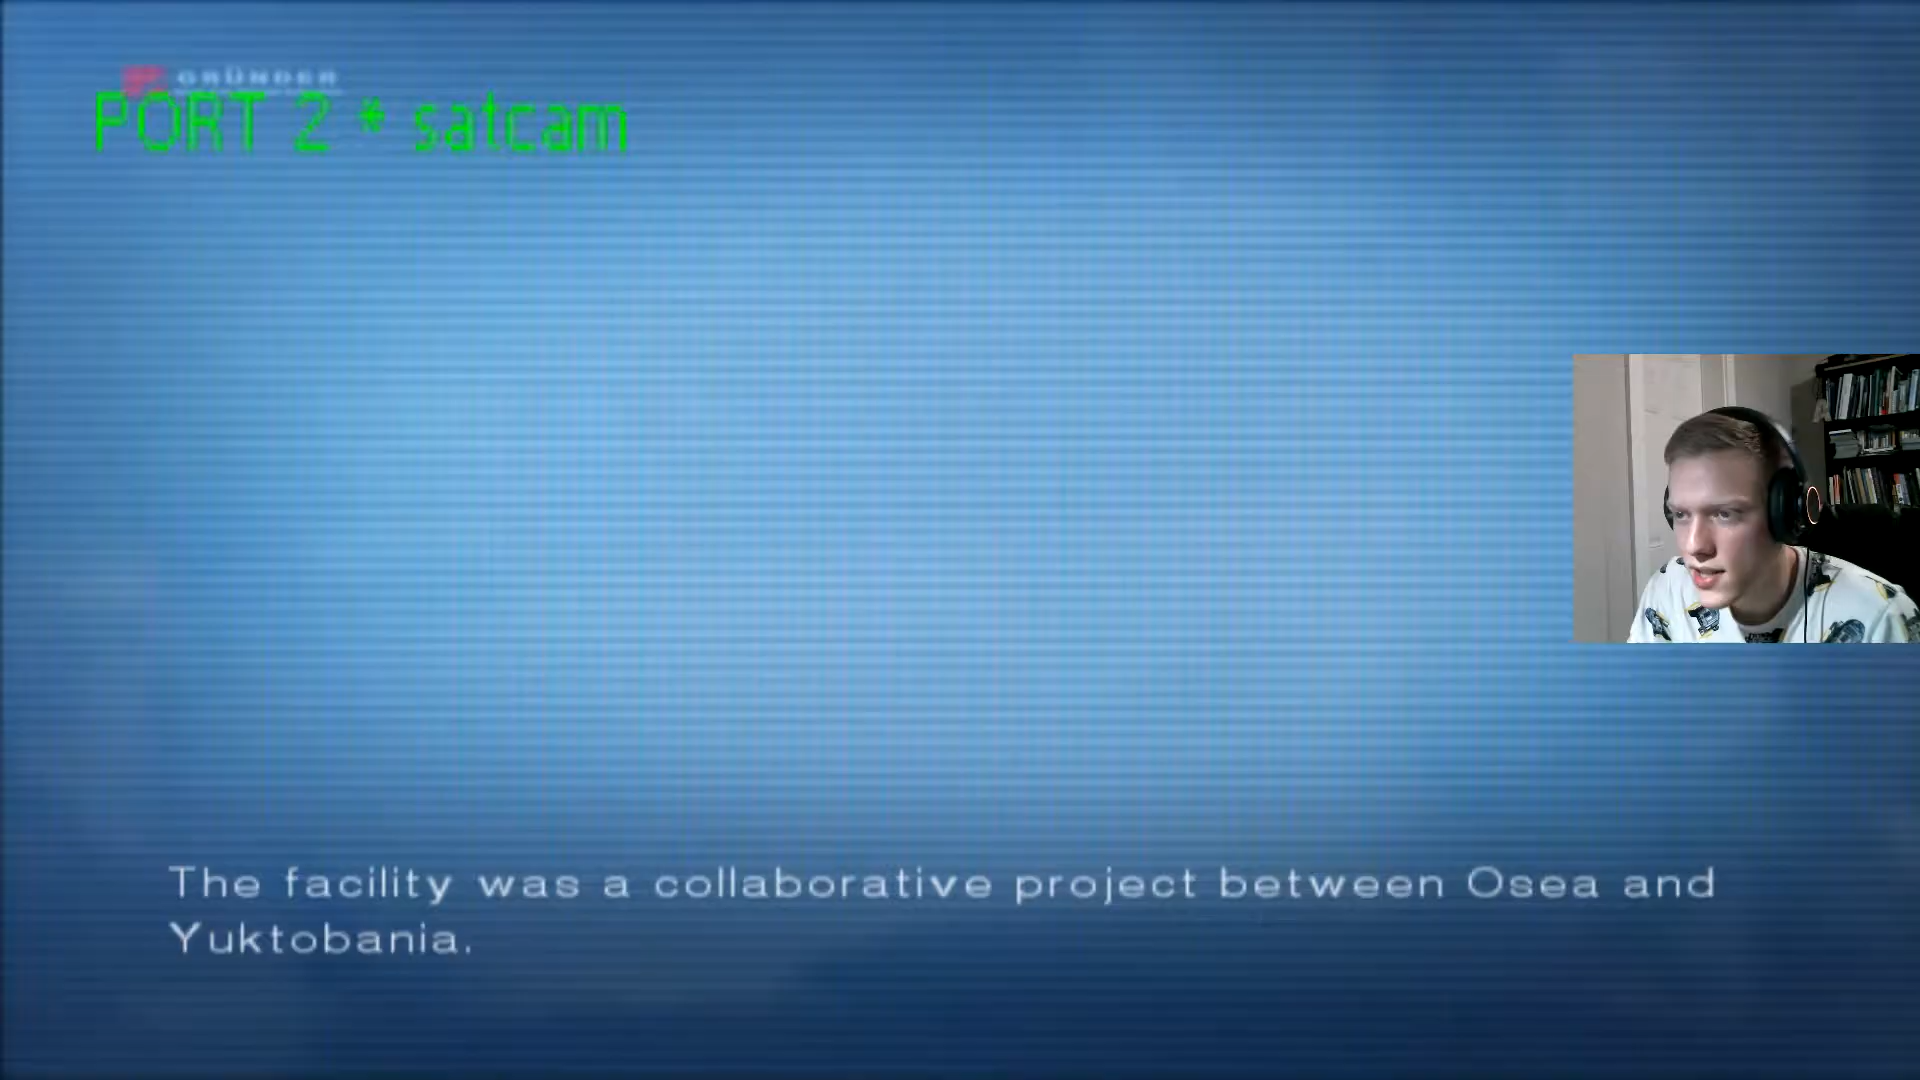 GRÜNDER
PORT 2 * satcam
The facility was a collaborative project between Osea and
Yuktobania.